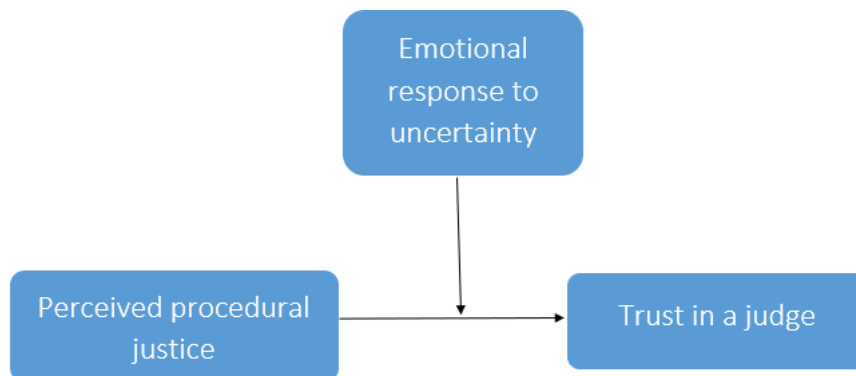 Emotional
response to
uncertainty
Perceived procedural
justice
Trust in a judge